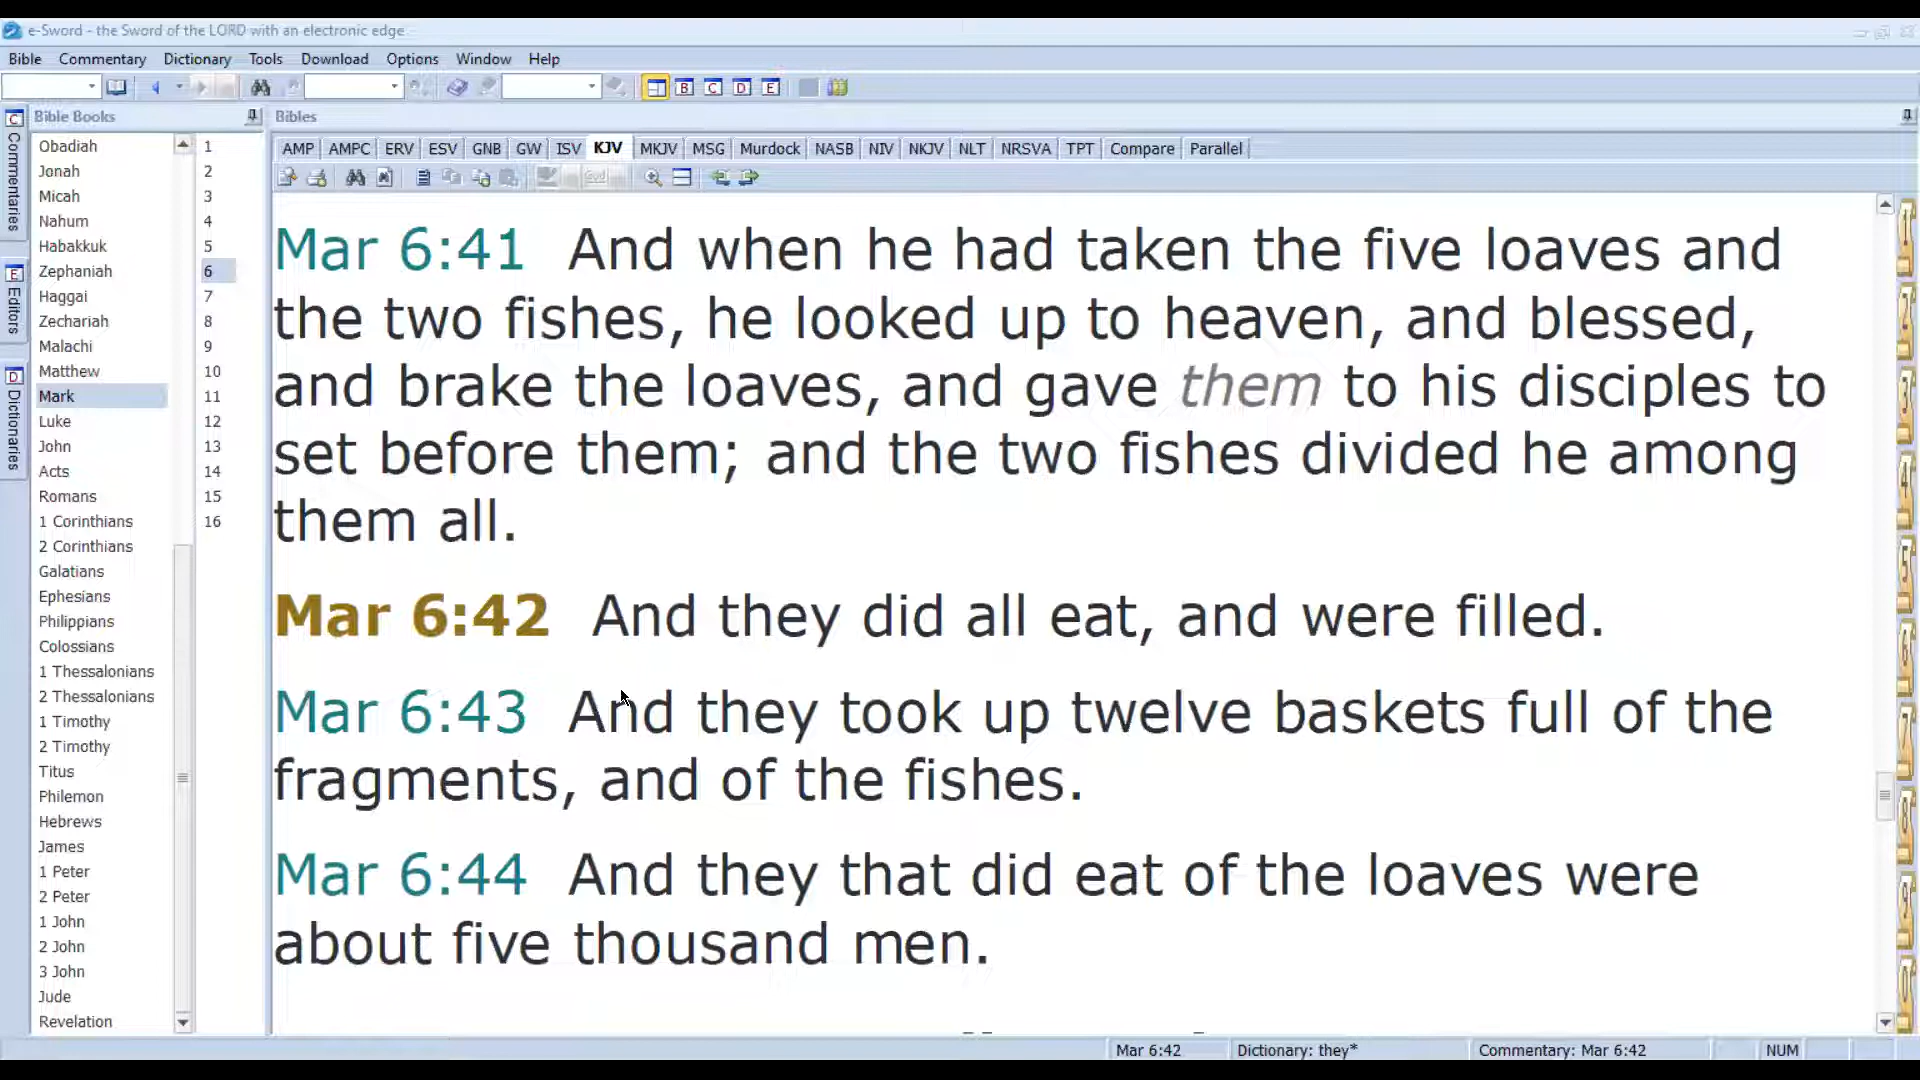 e-Sword - the Sword of the LORD with an electronic edge
Bible Commentary Dictionary Tools Download Options Window Help
B C D E
Bible Books
Bibles
C Commentaries
E Editors
D Dictionaries
Obadiah
Jonah
Micah
Nahum
Habakkuk
Zephaniah
Haggai
Zechariah
Malachi
Matthew
Mark
Luke
John
Acts
Romans
1 Corinthians
2 Corinthians
Galatians
Ephesians
Philippians
Colossians
1 Thessalonians
2 Thessalonians
1 Timothy
2 Timothy
Titus
Philemon
Hebrews
James
1 Peter
2 Peter
1 John
2 John
3 John
Jude
Revelation
1
2
3
4
5
6
7
8
9
10
11
12
13
14
15
16
AMP AMPC ERV ESV GNB GW ISV KJV MKJV MSG Murdock NASB NIV NKJV NLT NRSVA TPT Compare Parallel
Mar 6:41 And when he had taken the five loaves and
the two fishes, he looked up to heaven, and blessed,
and brake the loaves, and gave them to his disciples to
set before them; and the two fishes divided he among
them all.
Mar 6:42 And they did all eat, and were filled.
Mar 6:43 And they took up twelve baskets full of the
fragments, and of the fishes.
Mar 6:44 And they that did eat of the loaves were
about five thousand men.
1
2
3
4
5
6
7
8
9
0
Mar 6:42 Dictionary: they* Commentary: Mar 6:42 NUM